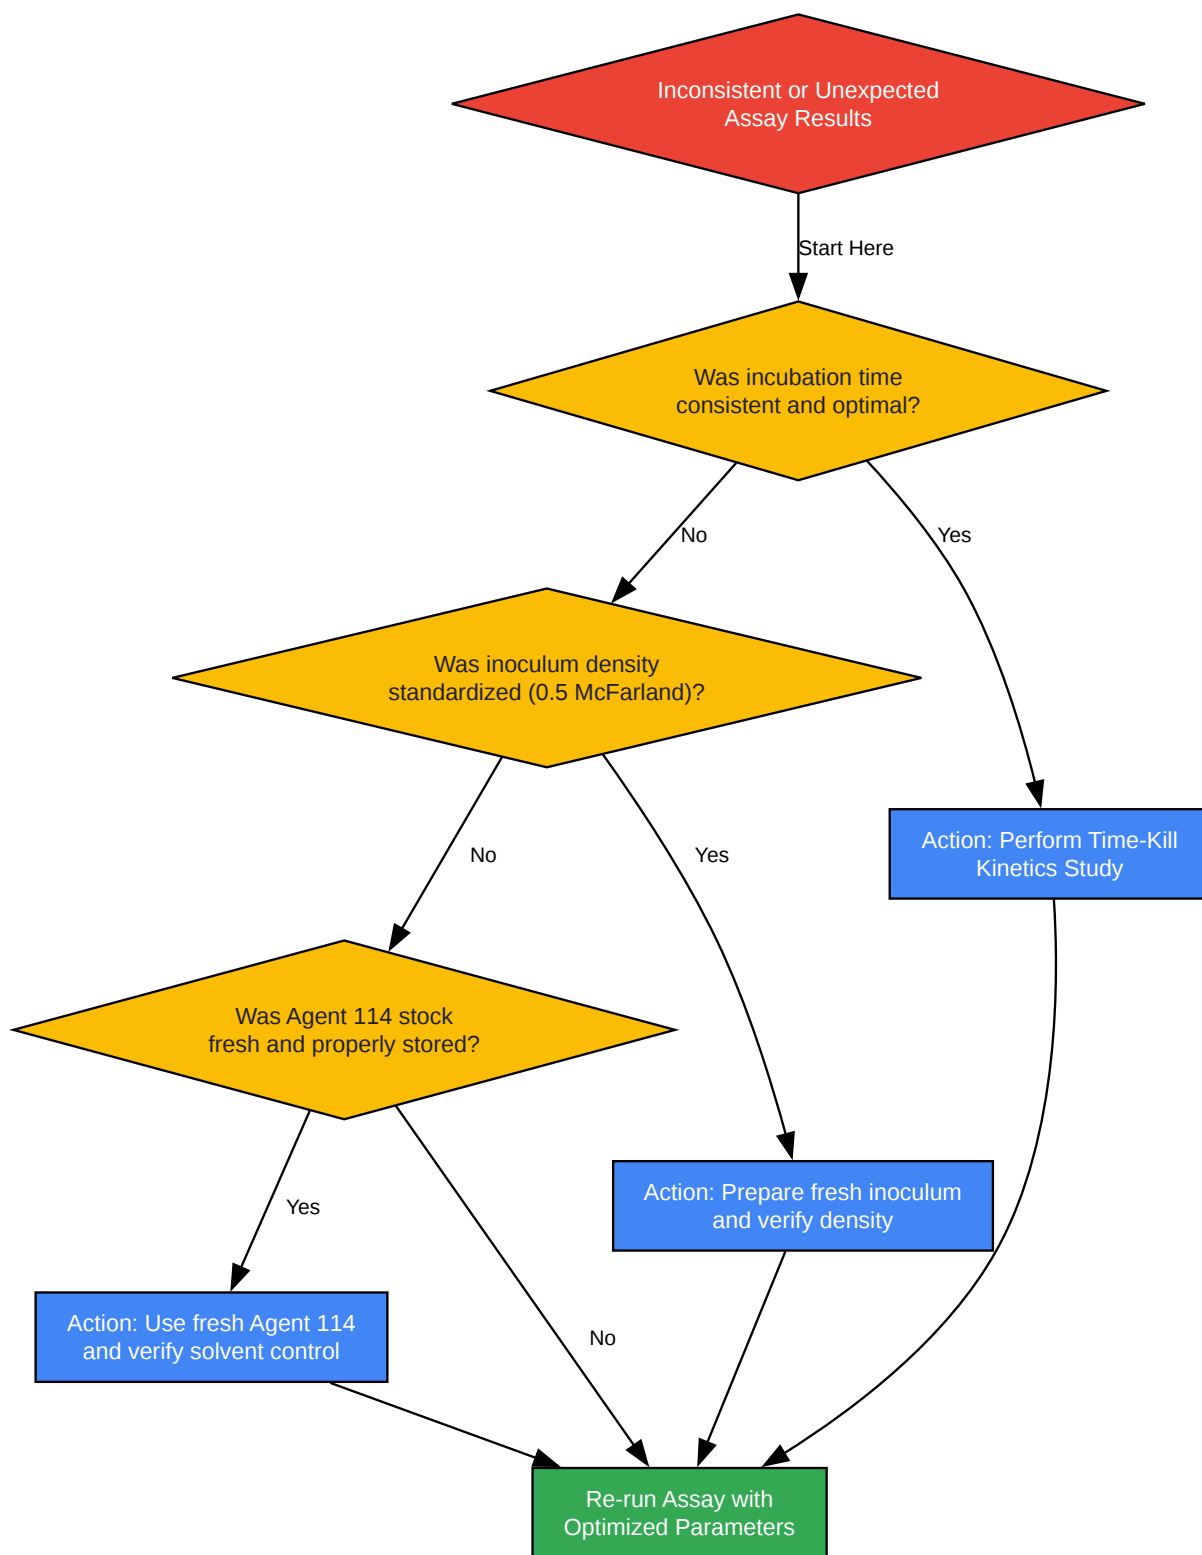 Inconsistent or Unexpected
Assay Results
Start Here
Was incubation time
consistent and optimal?
No
Yes
Was inoculum density
standardized (0.5 McFarland)?
No
Yes
Action: Perform Time-Kill
Kinetics Study
Was Agent 114 stock
fresh and properly stored?
Yes
No
Action: Prepare fresh inoculum
and verify density
Action: Use fresh Agent 114
and verify solvent control
Re-run Assay with
Optimized Parameters